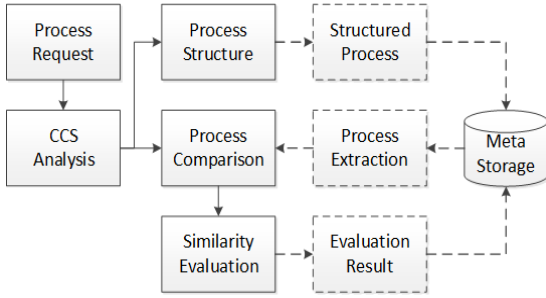 Process
Request
Process
Structure
Structured
Process
CCS
Analysis
Process
Comparison
Process
Extraction
Meta
Storage
Similarity
Evaluation
Evaluation
Result